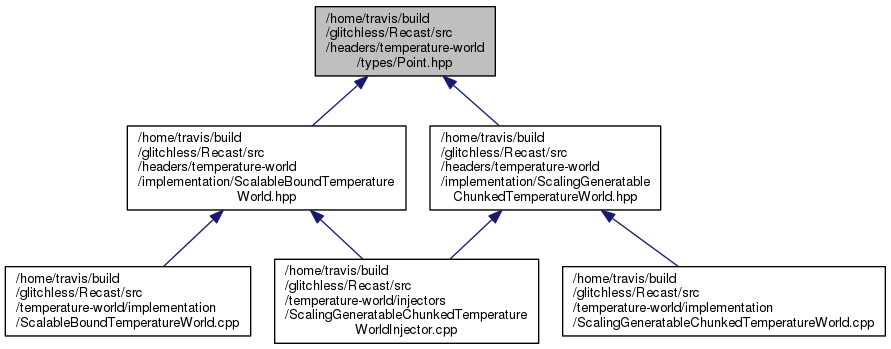 /home/travis/build
/glitchless/Recast/src
/headers/temperature-world
/types/Point.hpp
/home/travis/build
/glitchless/Recast/src
/headers/temperature-world
/implementation/ScalableBoundTemperature
World.hpp
/home/travis/build
/glitchless/Recast/src
/headers/temperature-world
/implementation/ScalingGeneratable
ChunkedTemperatureWorld.hpp
/home/travis/build
/glitchless/Recast/src
/temperature-world/implementation
/ScalableBoundTemperatureWorld.cpp
/home/travis/build
/glitchless/Recast/src
/temperature-world/injectors
/ScalingGeneratableChunkedTemperature
WorldInjector.cpp
/home/travis/build
/glitchless/Recast/src
/temperature-world/implementation
/ScalingGeneratableChunkedTemperatureWorld.cpp